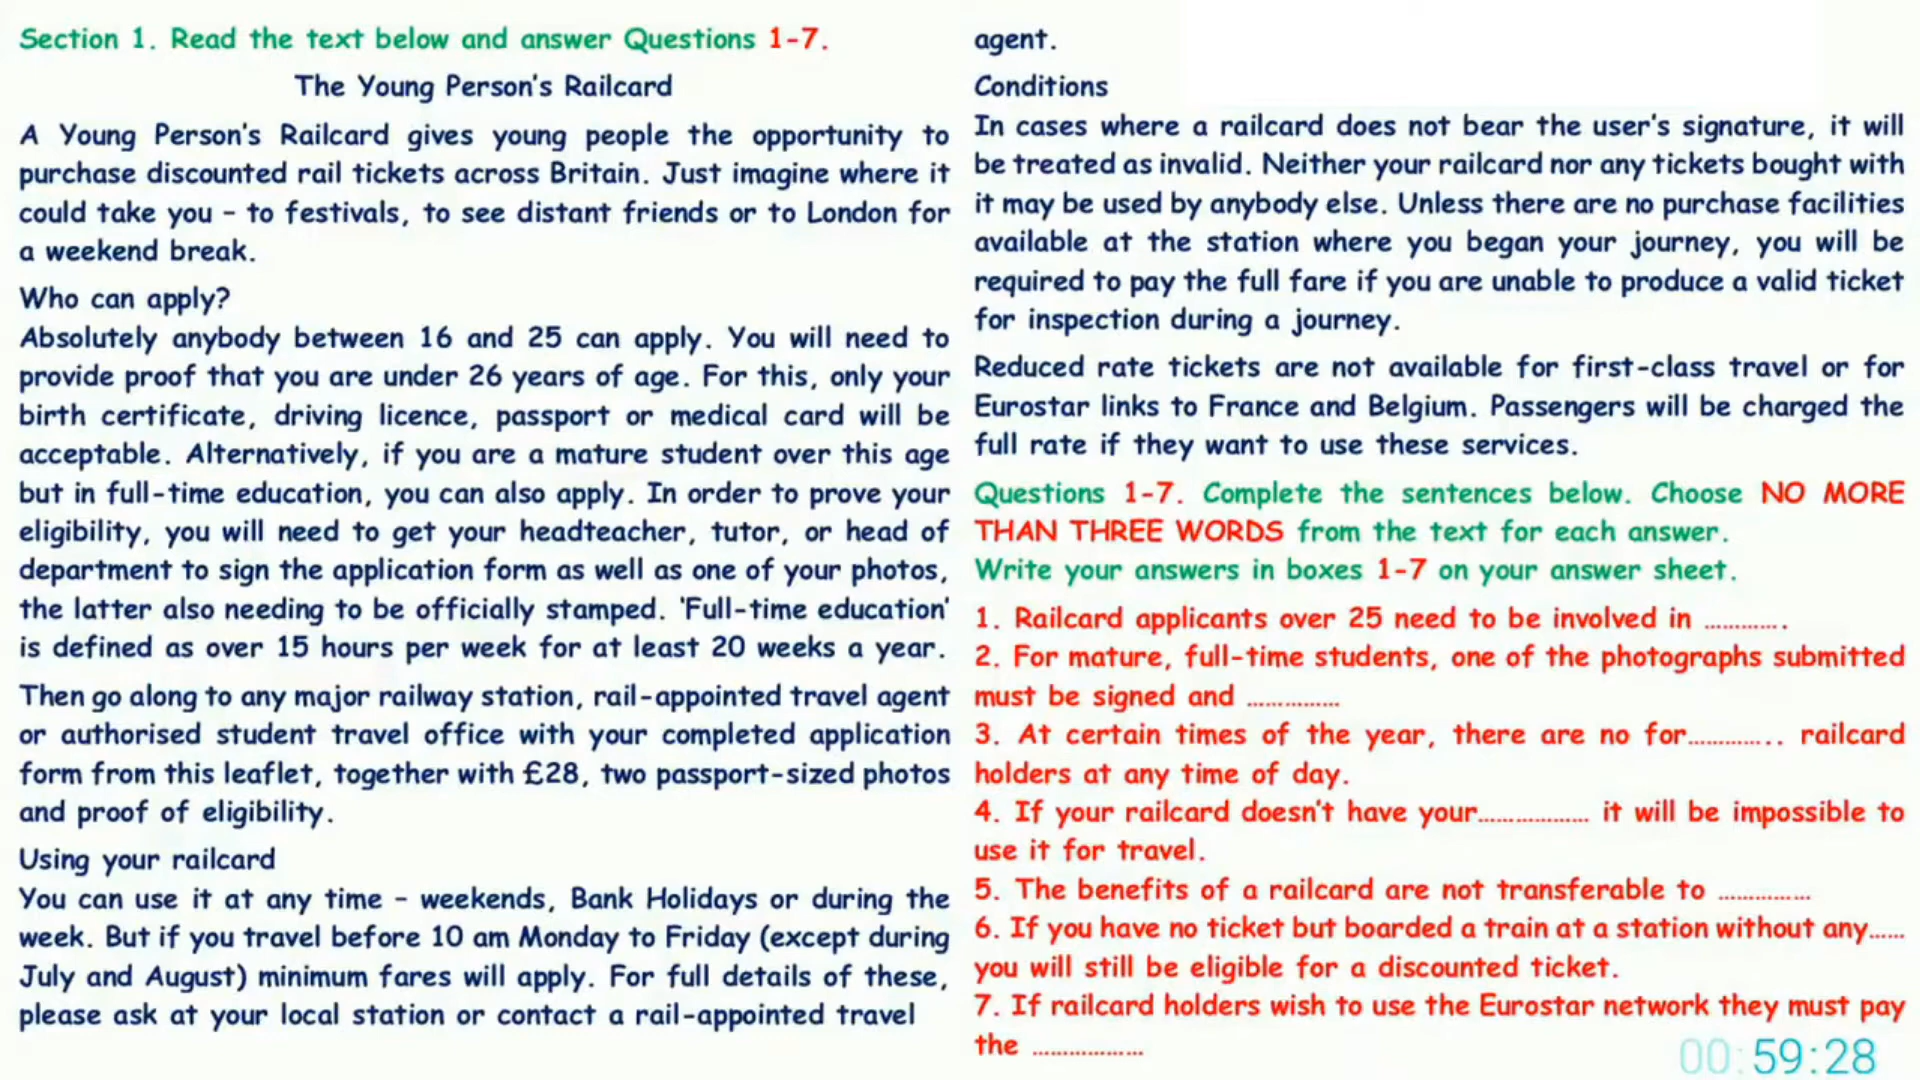 Section 1. Read the text below and answer Questions 1-7.
The Young Person's Railcard
A Young Person's Railcard gives young people the opportunity to
purchase discounted rail tickets across Britain. Just imagine where it
could take you – to festivals, to see distant friends or to London for
a weekend break.
Who can apply?
Absolutely anybody between 16 and 25 can apply. You will need to
provide proof that you are under 26 years of age. For this, only your
birth certificate, driving licence, passport or medical card will be
acceptable. Alternatively, if you are a mature student over this age
but in full-time education, you can also apply. In order to prove your
eligibility, you will need to get your headteacher, tutor, or head of
department to sign the application form as well as one of your photos,
the latter also needing to be officially stamped. 'Full-time education'
is defined as over 15 hours per week for at least 20 weeks a year.
Then go along to any major railway station, rail-appointed travel agent
or authorised student travel office with your completed application
form from this leaflet, together with £28, two passport-sized photos
and proof of eligibility.
Using your railcard
You can use it at any time – weekends, Bank Holidays or during the
week. But if you travel before 10 am Monday to Friday (except during
July and August) minimum fares will apply. For full details of these,
please ask at your local station or contact a rail-appointed travel
agent.
Conditions
In cases where a railcard does not bear the user's signature, it will
be treated as invalid. Neither your railcard nor any tickets bought with
it may be used by anybody else. Unless there are no purchase facilities
available at the station where you began your journey, you will be
required to pay the full fare if you are unable to produce a valid ticket
for inspection during a journey.
Reduced rate tickets are not available for first-class travel or for
Eurostar links to France and Belgium. Passengers will be charged the
full rate if they want to use these services.
Questions 1-7. Complete the sentences below. Choose NO MORE
THAN THREE WORDS from the text for each answer.
Write your answers in boxes 1-7 on your answer sheet.
1. Railcard applicants over 25 need to be involved in ………….
2. For mature, full-time students, one of the photographs submitted
must be signed and ……………
3. At certain times of the year, there are no for………….. railcard
holders at any time of day.
4. If your railcard doesn't have your……………… it will be impossible to
use it for travel.
5. The benefits of a railcard are not transferable to ……………
6. If you have no ticket but boarded a train at a station without any……
you will still be eligible for a discounted ticket.
7. If railcard holders wish to use the Eurostar network they must pay
the ………………
00:59:28